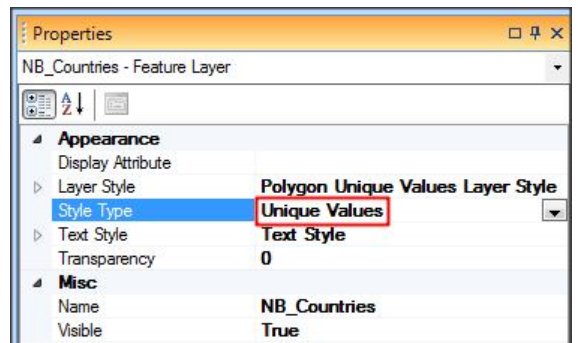 Properties
NB_Countries - Feature Layer
Appearance
Display Attribute
Layer Style Polygon Unique Values Layer Style
Style Type Unique Values
Text Style Text Style
Transparency 0
Misc
Name NB_Countries
Visible True